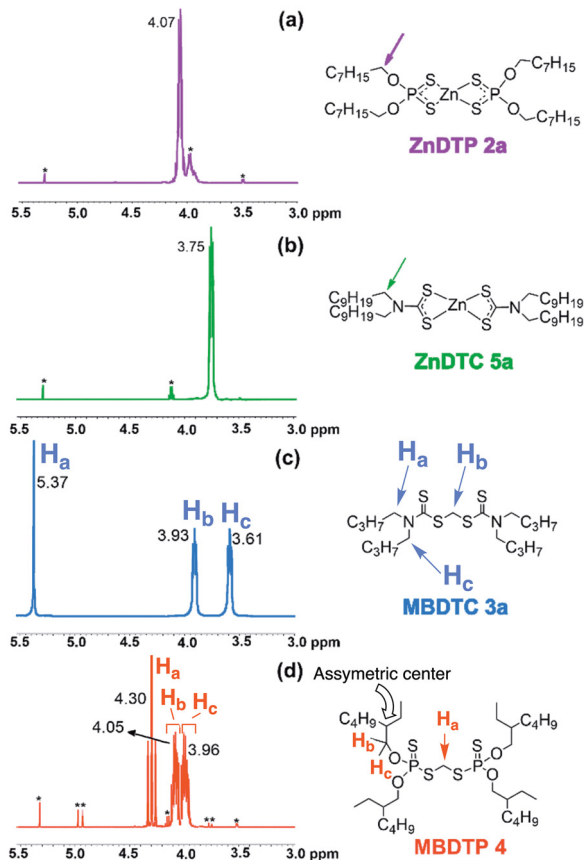 (a)
4.07
*
*
*
5.5 5.0 4.5 4.0 3.5 3.0 ppm
C7H15
O
C7H15
O
P
S
S
Zn
S
S
P
O
C7H15
O
C7H15
ZnDTP 2a
(b)
3.75
*
*
5.5 5.0 4.5 4.0 3.5 3.0 ppm
C9H19
C9H19
N
S
S
Zn
S
S
N
C9H19
C9H19
ZnDTC 5a
(c)
Ha
5.37
Hb
3.93
Hc
3.61
5.5 5.0 4.5 4.0 3.5 3.0 ppm
Ha
Hb
C3H7
N
S
S
S
S
N
C3H7
C3H7
C3H7
Hc
MBDTC 3a
(d)
Ha
4.30
Hb
Hc
4.05
3.96
*
**
*
**
*
5.5 5.0 4.5 4.0 3.5 3.0 ppm
Assymetric center
C4H9
Hb
Hc
O
O
P
S
S
Ha
S
P
S
O
O
C4H9
C4H9
C4H9
MBDTP 4